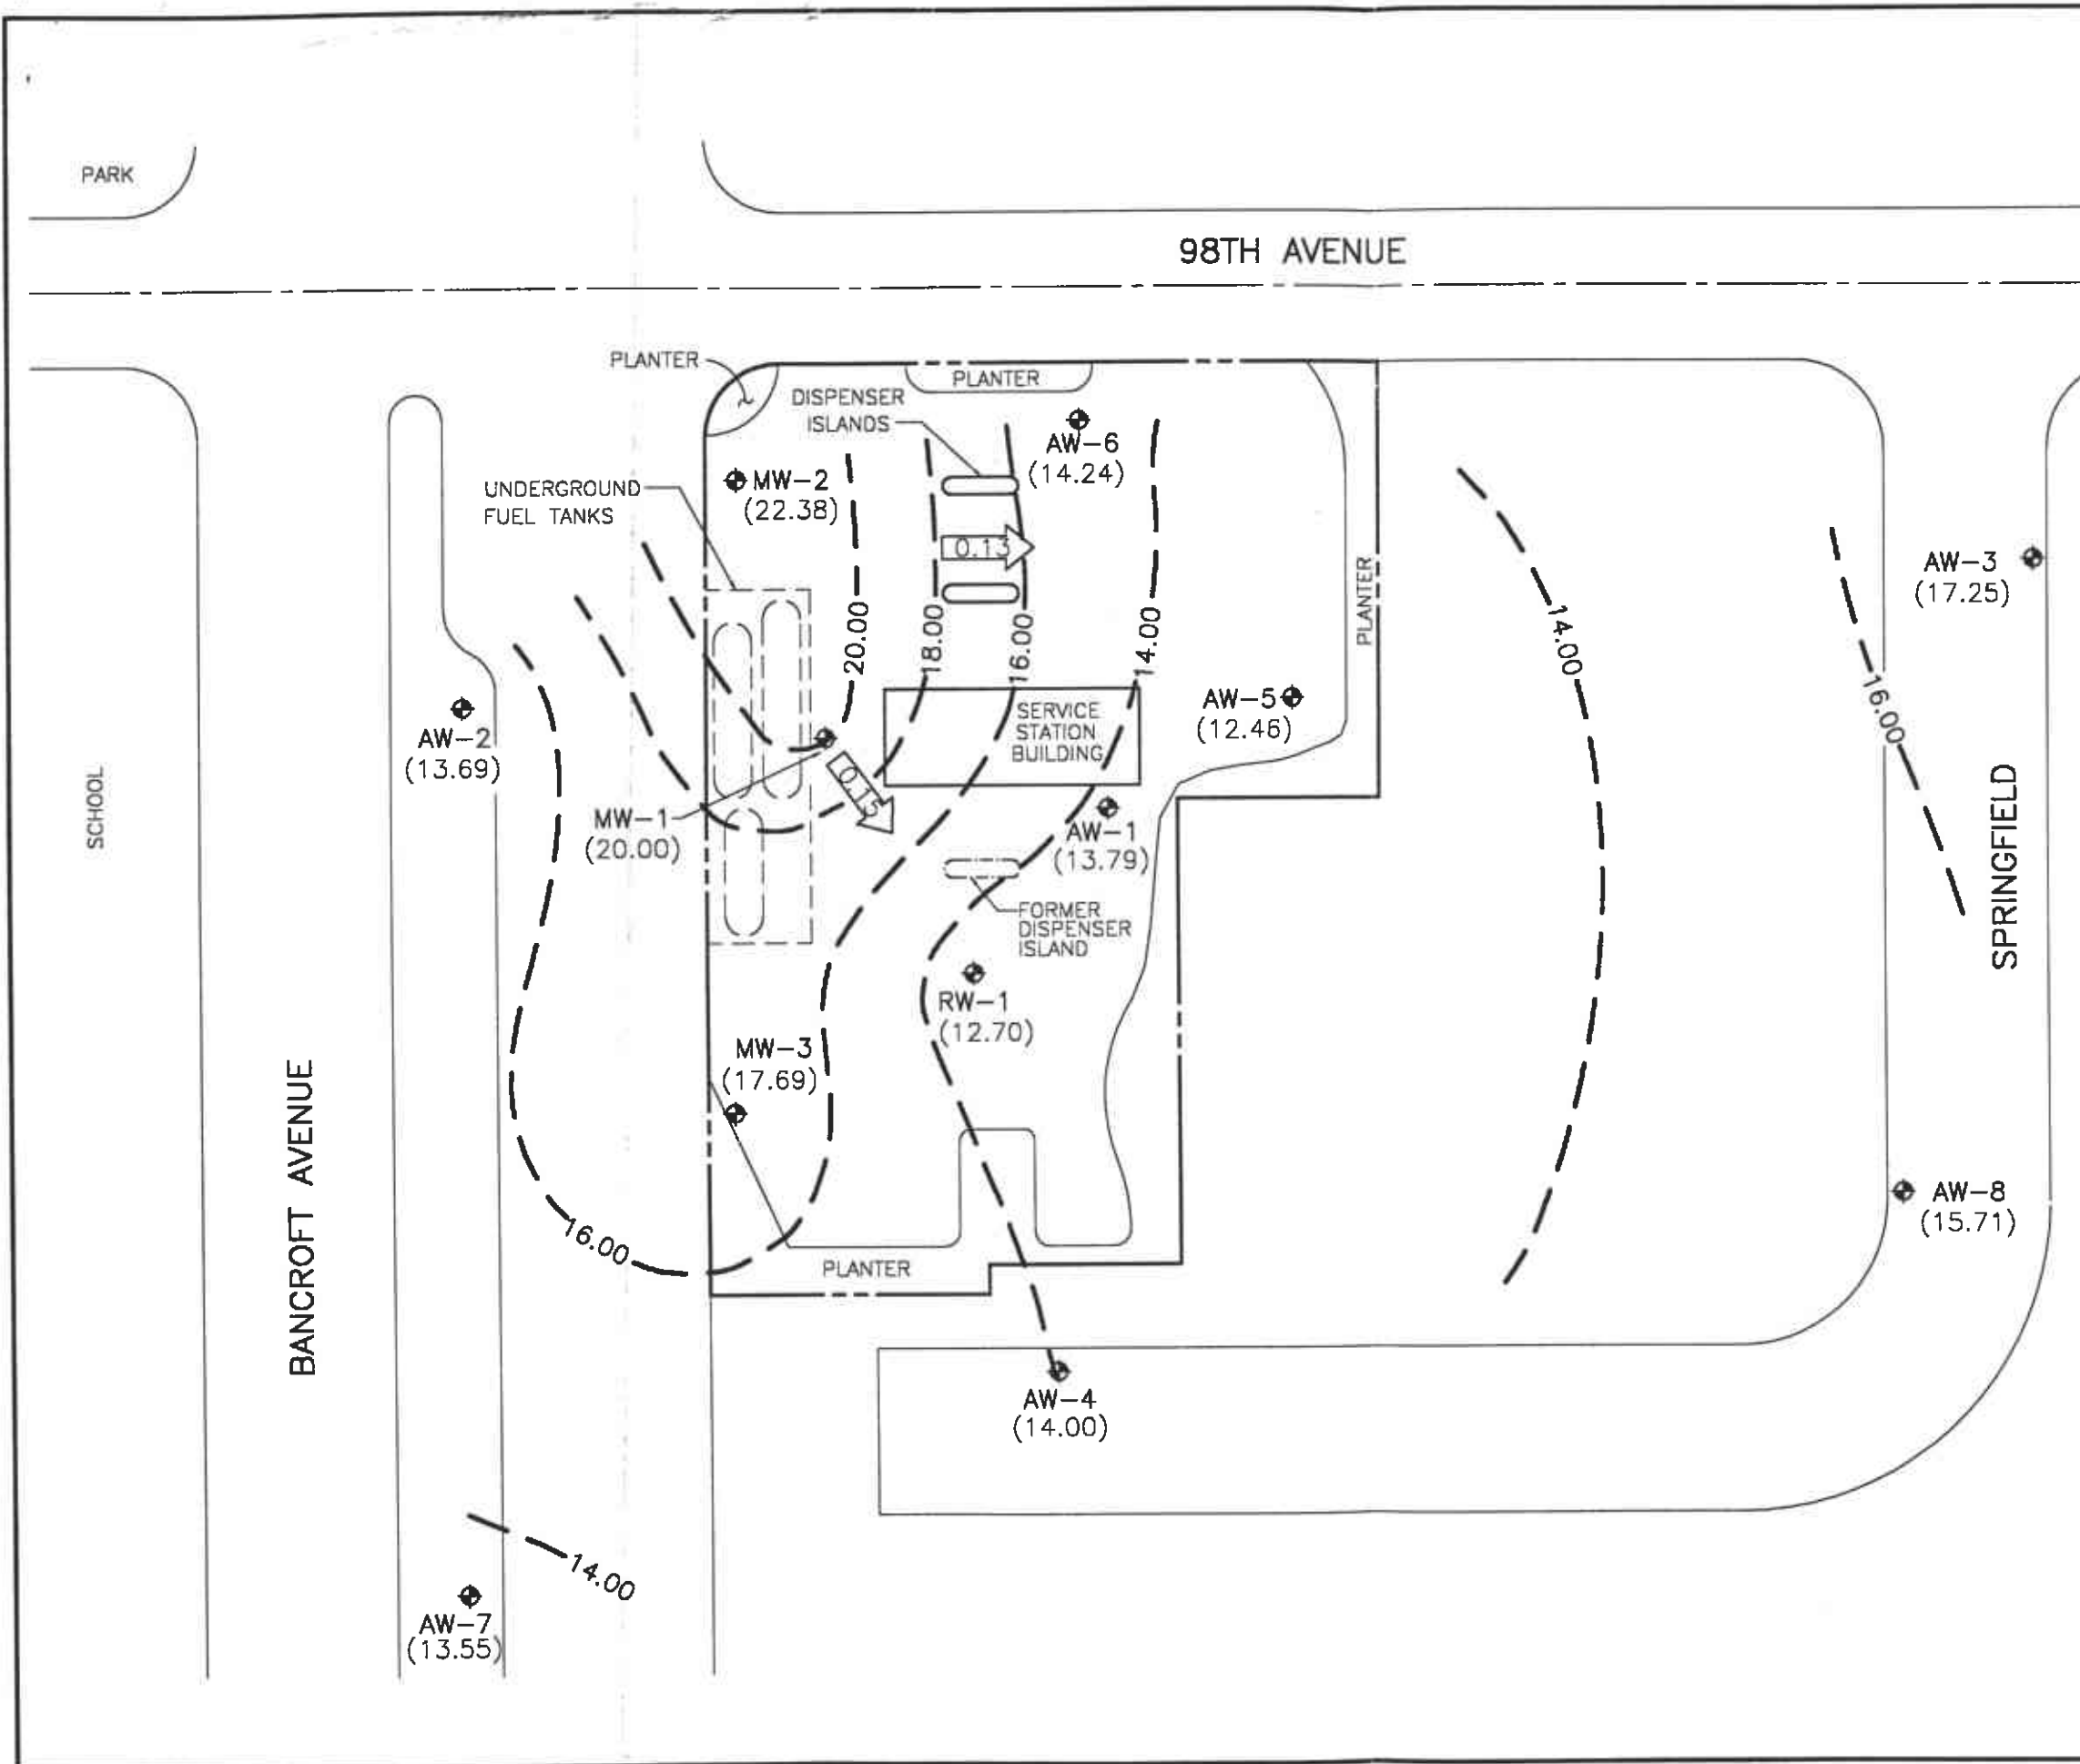 PARK
98TH AVENUE
PLANTER
PLANTER
DISPENSER
ISLANDS
AW-6
(14.24)
MW-2
(22.38)
UNDERGROUND
FUEL TANKS
0.13
AW-3
(17.25)
PLANTER
20.00
18.00
16.00
14.00
14.00
16.00
AW-5
(12.46)
SERVICE
STATION
BUILDING
AW-2
(13.69)
SCHOOL
MW-1
(20.00)
0.15
AW-1
(13.79)
SPRINGFIELD
FORMER
DISPENSER
ISLAND
RW-1
(12.70)
MW-3
(17.69)
BANCROFT AVENUE
AW-8
(15.71)
16.00
PLANTER
AW-4
(14.00)
14.00
AW-7
(13.55)